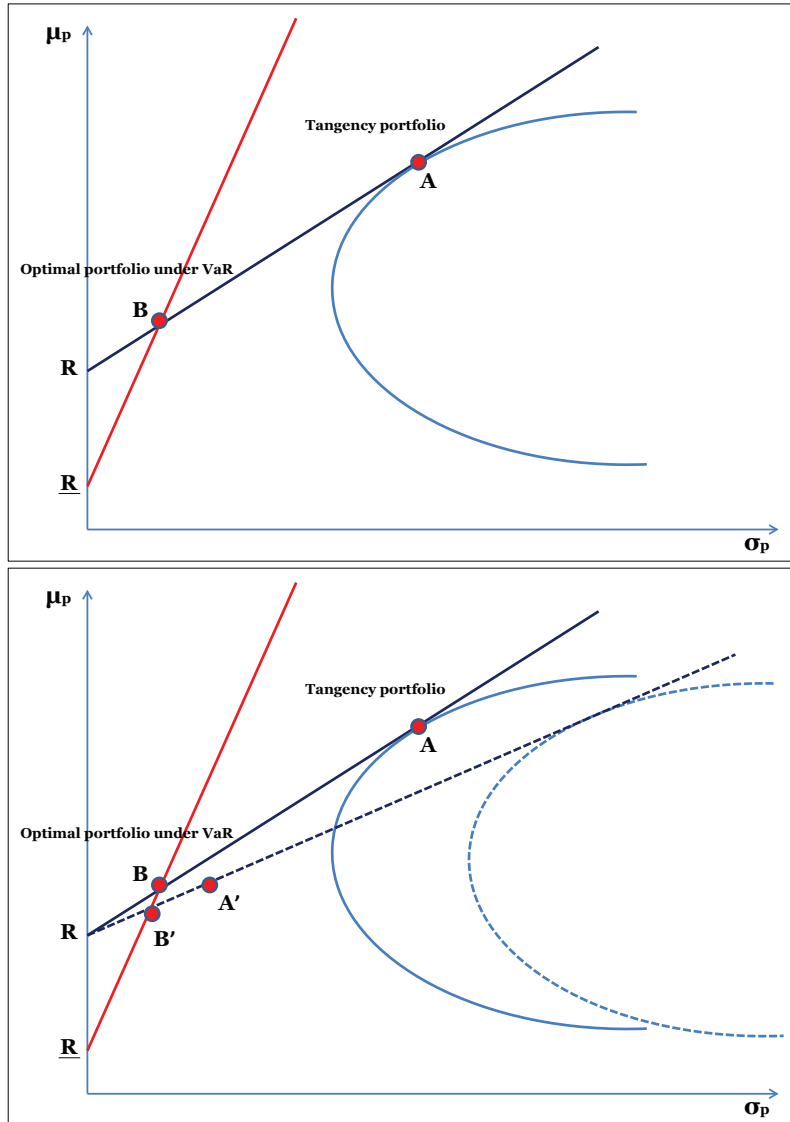 μp
Tangency portfolio
A
Optimal portfolio under VaR
B
R
R
σp
μp
Tangency portfolio
A
Optimal portfolio under VaR
B
A’
R
B’
R
σp